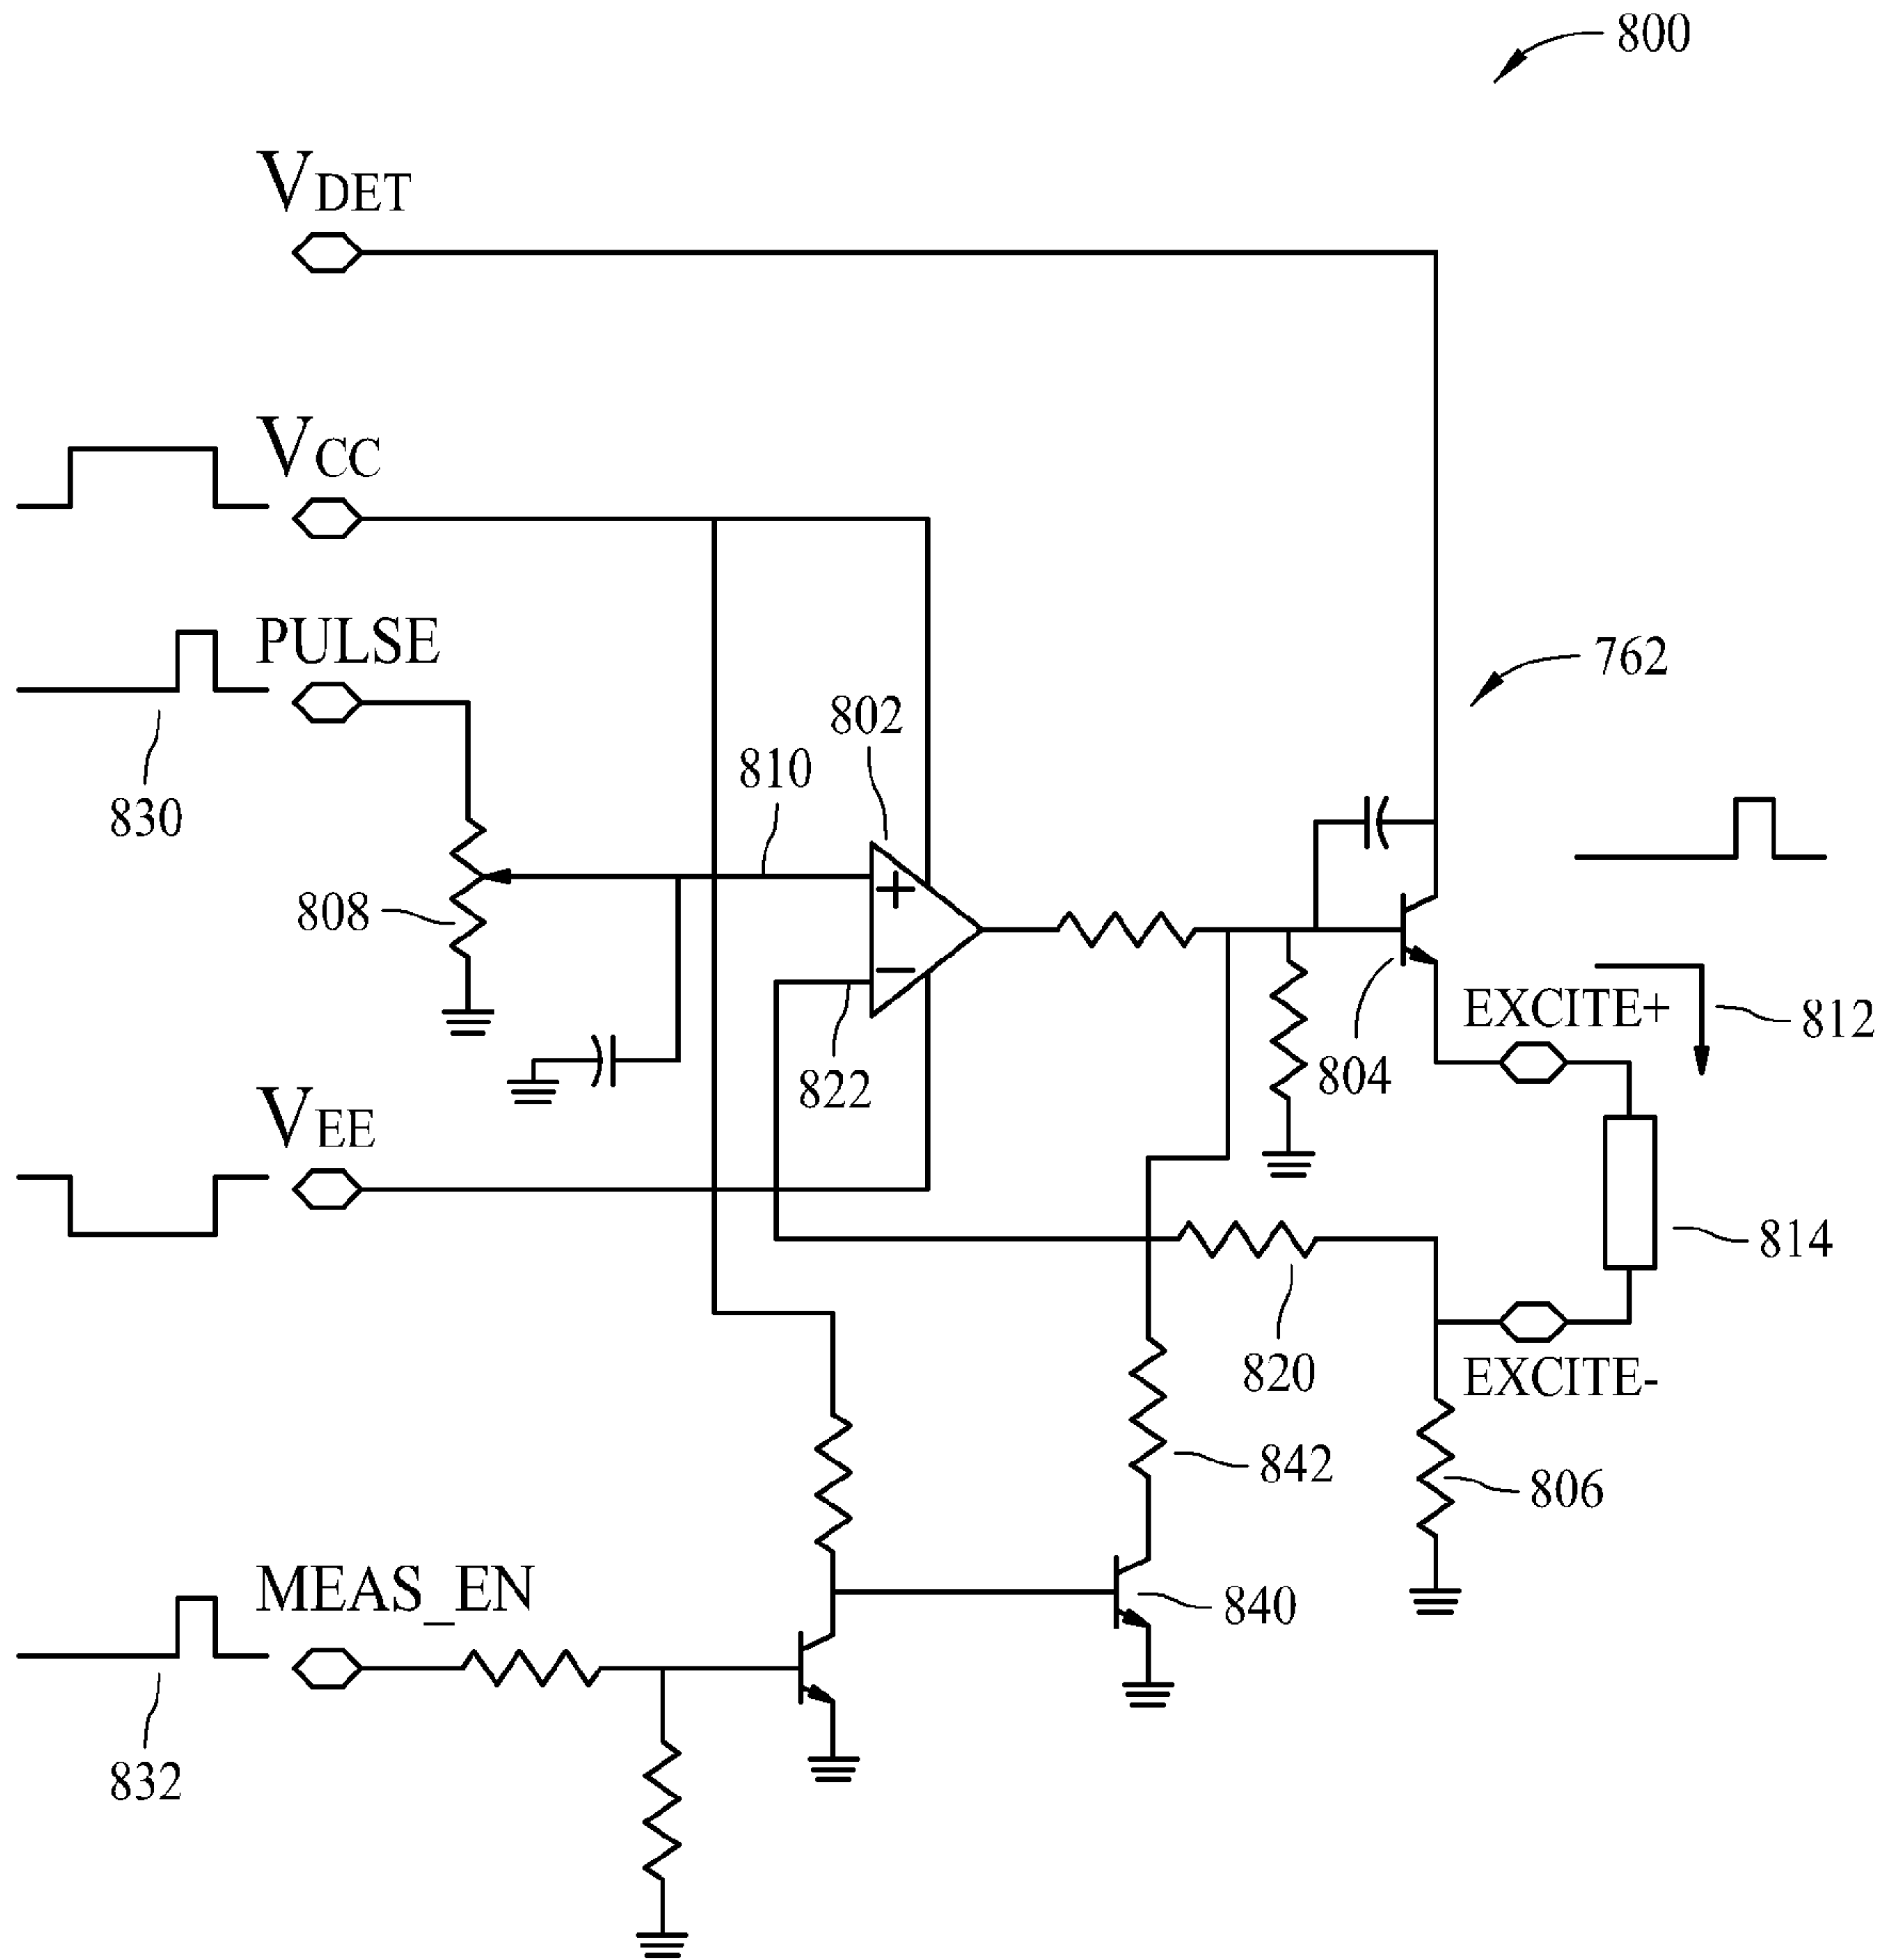 800
VDET
VCC
PULSE
762
802
810
830
+
808
EXCITE+
812
804
822
VEE
−
814
820
EXCITE-
842
806
MEAS_EN
840
832